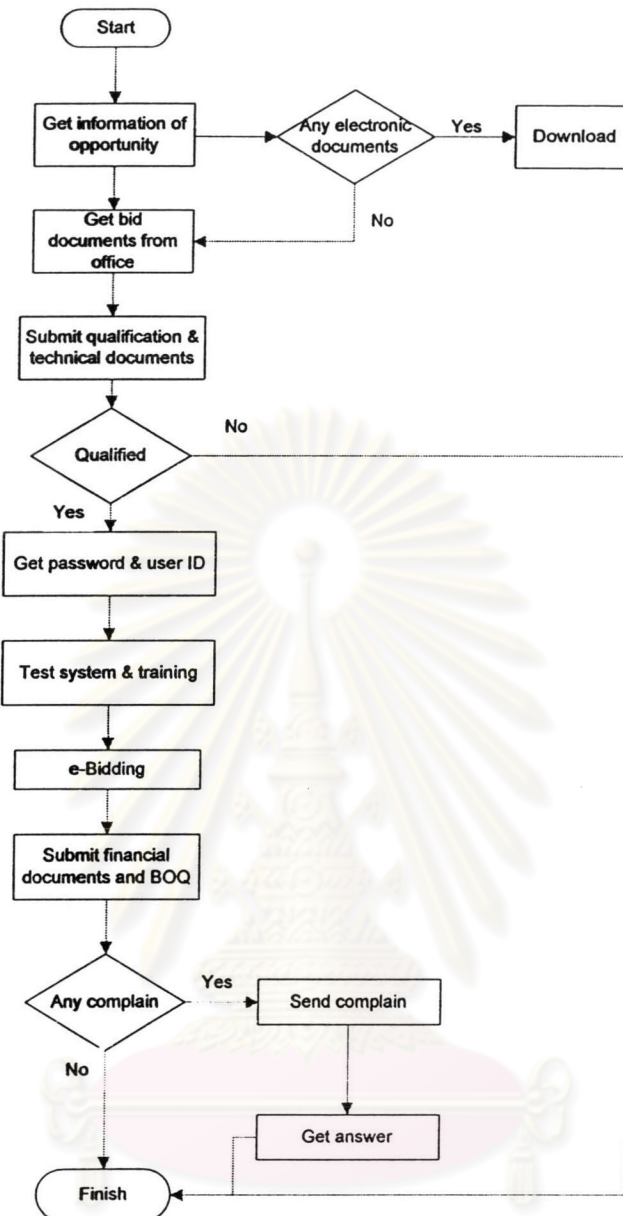 Start
Get information of
opportunity
Any electronic
documents
Yes
Download
No
Get bid
documents from
office
Submit qualification &
technical documents
Qualified
No
Yes
Get password & user ID
Test system & training
e-Bidding
Submit financial
documents and BOQ
Any complain
Yes
Send complain
No
Get answer
Finish